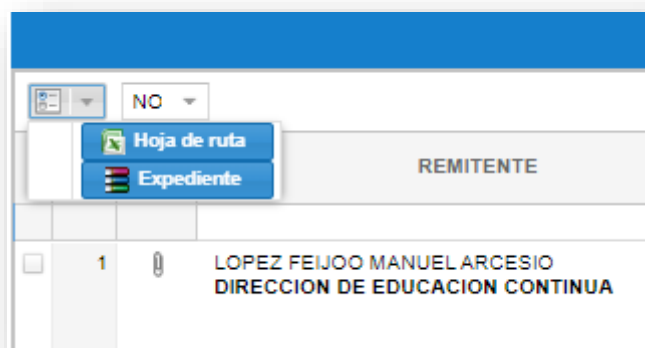 NO
Hoja de ruta
Expediente
REMITENTE
1
LOPEZ FEIJOO MANUEL ARCESIO
DIRECCION DE EDUCACION CONTINUA